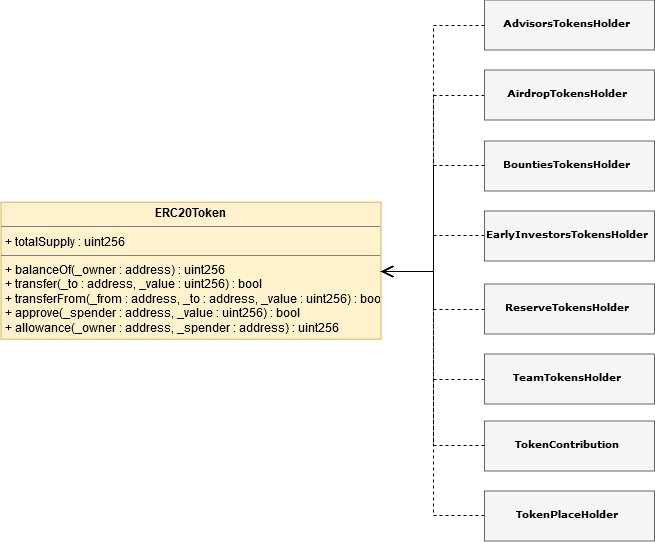 AdvisorsTokensHolder
AirdropTokensHolder
BountiesTokensHolder
ERC20Token
+ totalSupply : uint256
EarlyInvestorsTokensHolder
+ balanceOf(_owner : address) : uint256
+ transfer(_to : address, _value : uint256) : bool
+ transferFrom(_from : address, _to : address, _value : uint256) : boo
+ approve(_spender : address, _value : uint256) : bool
+ allowance(_owner : address, _spender : address) : uint256
ReserveTokensHolder
TeamTokensHolder
TokenContribution
TokenPlaceHolder